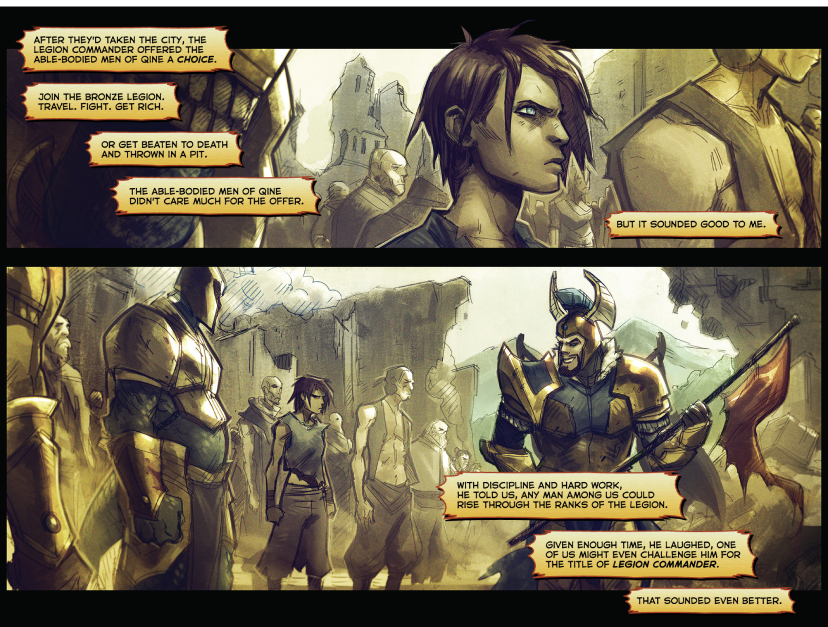 AFTER THEY'D TAKEN THE CITY, THE
LEGION COMMANDER OFFERED THE
ABLE-BODIED MEN OF QINE A CHOICE.
JOIN THE BRONZE LEGION.
TRAVEL. FIGHT. GET RICH.
OR GET BEATEN TO DEATH
AND THROWN IN A PIT.
THE ABLE-BODIED MEN OF QINE
DIDN'T CARE MUCH FOR THE OFFER.
BUT IT SOUNDED GOOD TO ME.
WITH DISCIPLINE AND HARD WORK,
HE TOLD US, ANY MAN AMONG US COULD
RISE THROUGH THE RANKS OF THE LEGION.
GIVEN ENOUGH TIME, HE LAUGHED, ONE
OF US MIGHT EVEN CHALLENGE HIM FOR
THE TITLE OF LEGION COMMANDER.
THAT SOUNDED EVEN BETTER.